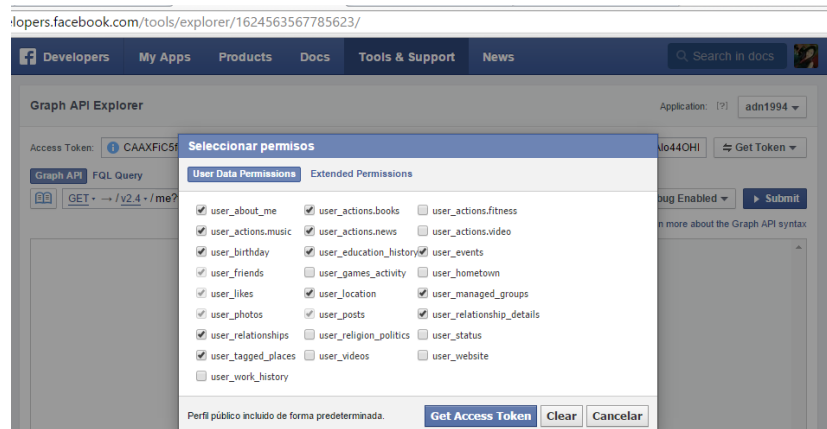 elopers.facebook.com/tools/explorer/1624563567785623/
Developers My Apps Products Docs Tools & Support News Search in docs
Graph API Explorer Application: [?] adn1994
Access Token: CAAXFiC5f Alo44OHI Get Token
Seleccionar permisos
Graph API FQL Query
User Data Permissions Extended Permissions
GET → /v2.4 /me? bug Enabled Submit
user_about_me user_actions.books user_actions.fitness
n more about the Graph API syntax
user_actions.music user_actions.news user_actions.video
user_birthday user_education_history user_events
user_friends user_games_activity user_hometown
user_likes user_location user_managed_groups
user_photos user_posts user_relationship_details
user_relationships user_religion_politics user_status
user_tagged_places user_videos user_website
user_work_history
Perfil público incluido de forma predeterminada. Get Access Token Clear Cancelar